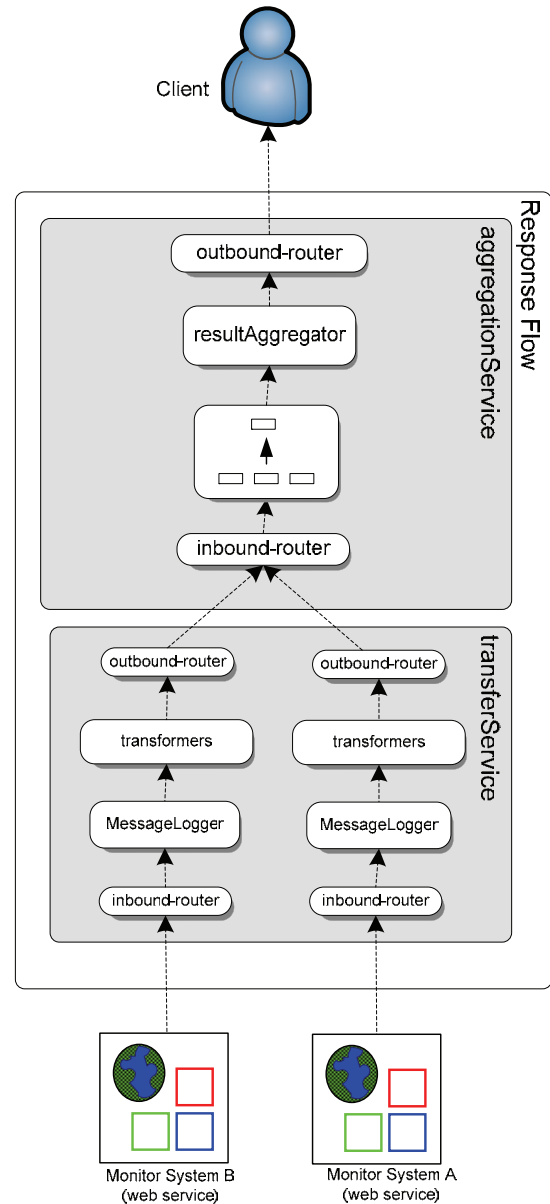 Client
Response Flow
aggregationService
outbound-router
resultAggregator
inbound-router
transferService
outbound-router
outbound-router
transformers
transformers
MessageLogger
MessageLogger
inbound-router
inbound-router
Monitor System B
(web service)
Monitor System A
(web service)